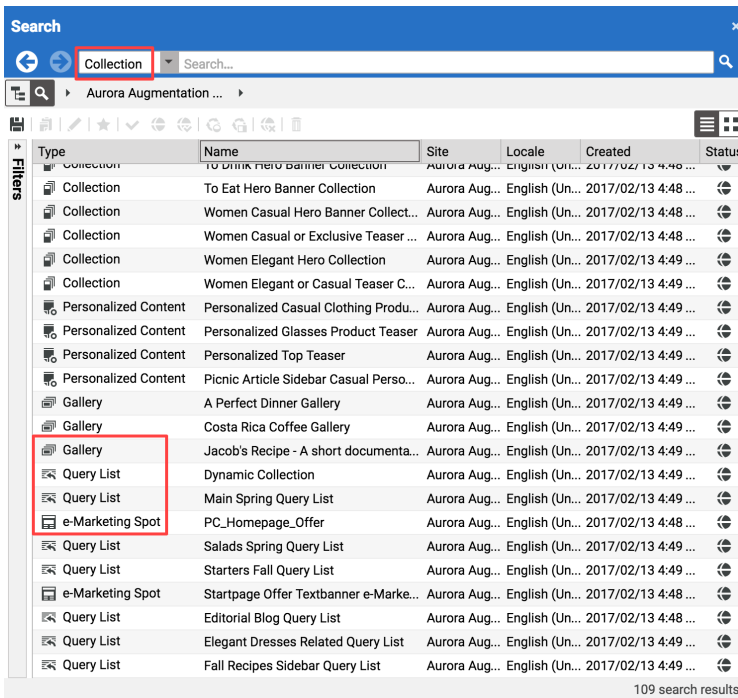 Search
Collection Search...
Aurora Augmentation ...
Type Name Site Locale Created Status
Filters
Collection To Drink Hero Banner Collection Aurora Aug... English (Un... 2017/02/13 4:48 ...
Collection To Eat Hero Banner Collection Aurora Aug... English (Un... 2017/02/13 4:48 ...
Collection Women Casual Hero Banner Collect... Aurora Aug... English (Un... 2017/02/13 4:48 ...
Collection Women Casual or Exclusive Teaser ... Aurora Aug... English (Un... 2017/02/13 4:48 ...
Collection Women Elegant Hero Collection Aurora Aug... English (Un... 2017/02/13 4:49 ...
Collection Women Elegant or Casual Teaser C... Aurora Aug... English (Un... 2017/02/13 4:49 ...
Personalized Content Personalized Casual Clothing Produ... Aurora Aug... English (Un... 2017/02/13 4:49 ...
Personalized Content Personalized Glasses Product Teaser Aurora Aug... English (Un... 2017/02/13 4:49 ...
Personalized Content Personalized Top Teaser Aurora Aug... English (Un... 2017/02/13 4:49 ...
Personalized Content Picnic Article Sidebar Casual Perso... Aurora Aug... English (Un... 2017/02/13 4:49 ...
Gallery A Perfect Dinner Gallery Aurora Aug... English (Un... 2017/02/13 4:49 ...
Gallery Costa Rica Coffee Gallery Aurora Aug... English (Un... 2017/02/13 4:49 ...
Gallery Jacob's Recipe - A short documenta... Aurora Aug... English (Un... 2017/02/13 4:49 ...
Query List Dynamic Collection Aurora Aug... English (Un... 2017/02/13 4:49 ...
Query List Main Spring Query List Aurora Aug... English (Un... 2017/02/13 4:49 ...
e-Marketing Spot PC_Homepage_Offer Aurora Aug... English (Un... 2017/02/13 4:48 ...
Query List Salads Spring Query List Aurora Aug... English (Un... 2017/02/13 4:49 ...
Query List Starters Fall Query List Aurora Aug... English (Un... 2017/02/13 4:49 ...
e-Marketing Spot Startpage Offer Textbanner e-Marke... Aurora Aug... English (Un... 2017/02/13 4:48 ...
Query List Editorial Blog Query List Aurora Aug... English (Un... 2017/02/13 4:48 ...
Query List Elegant Dresses Related Query List Aurora Aug... English (Un... 2017/02/13 4:49 ...
Query List Fall Recipes Sidebar Query List Aurora Aug... English (Un... 2017/02/13 4:49 ...
109 search results